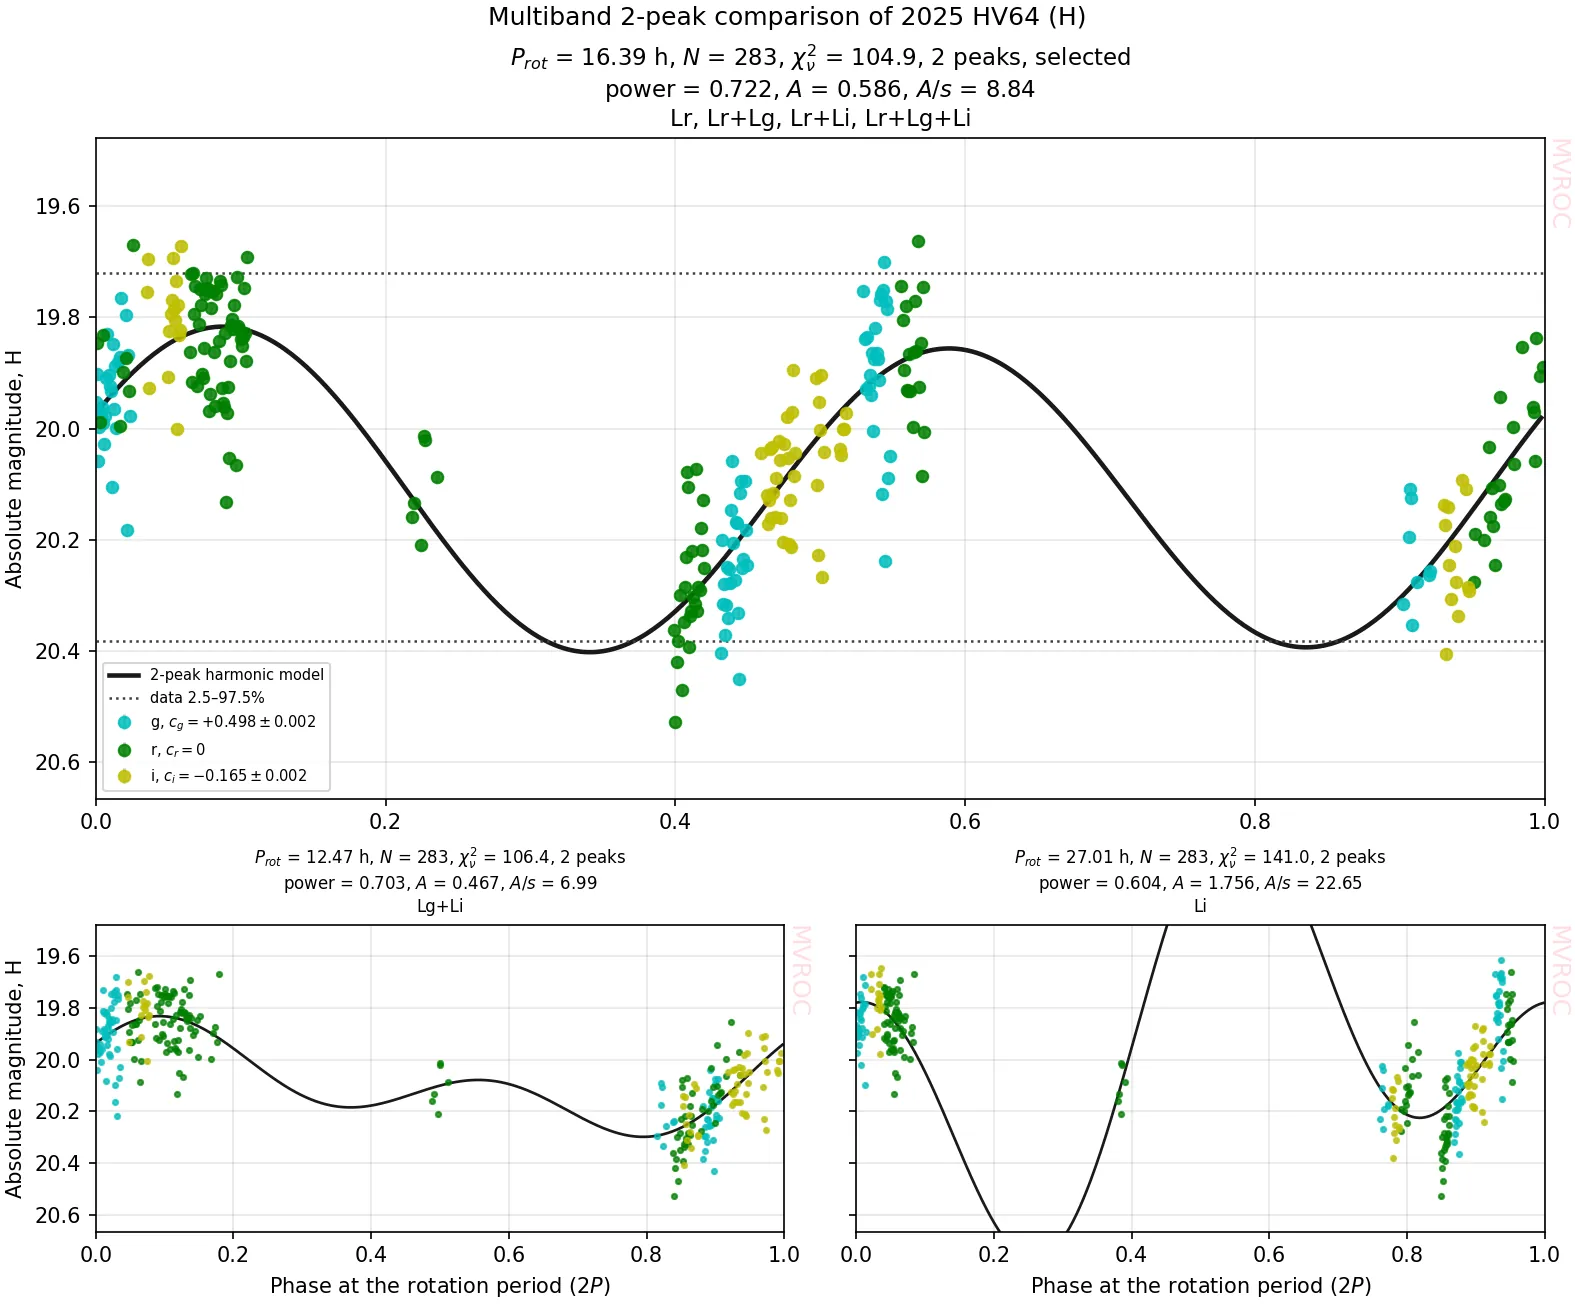 Multiband 2-peak comparison of 2025 HV64 (H)
P_rot = 16.39 h, N = 283, χ²_ν = 104.9, 2 peaks, selected
power = 0.722, A = 0.586, A/s = 8.84
Lr, Lr+Lg, Lr+Li, Lr+Lg+Li
MVROC
Absolute magnitude, H
19.6
19.8
20.0
20.2
20.4
20.6
2-peak harmonic model
data 2.5–97.5%
g, c_g = +0.498 ± 0.002
r, c_r = 0
i, c_i = −0.165 ± 0.002
0.0 0.2 0.4 0.6 0.8 1.0
P_rot = 12.47 h, N = 283, χ²_ν = 106.4, 2 peaks
power = 0.703, A = 0.467, A/s = 6.99
Lg+Li
MVROC
Absolute magnitude, H
19.6
19.8
20.0
20.2
20.4
20.6
0.0 0.2 0.4 0.6 0.8 1.0
Phase at the rotation period (2P)
P_rot = 27.01 h, N = 283, χ²_ν = 141.0, 2 peaks
power = 0.604, A = 1.756, A/s = 22.65
Li
MVROC
0.0 0.2 0.4 0.6 0.8 1.0
Phase at the rotation period (2P)